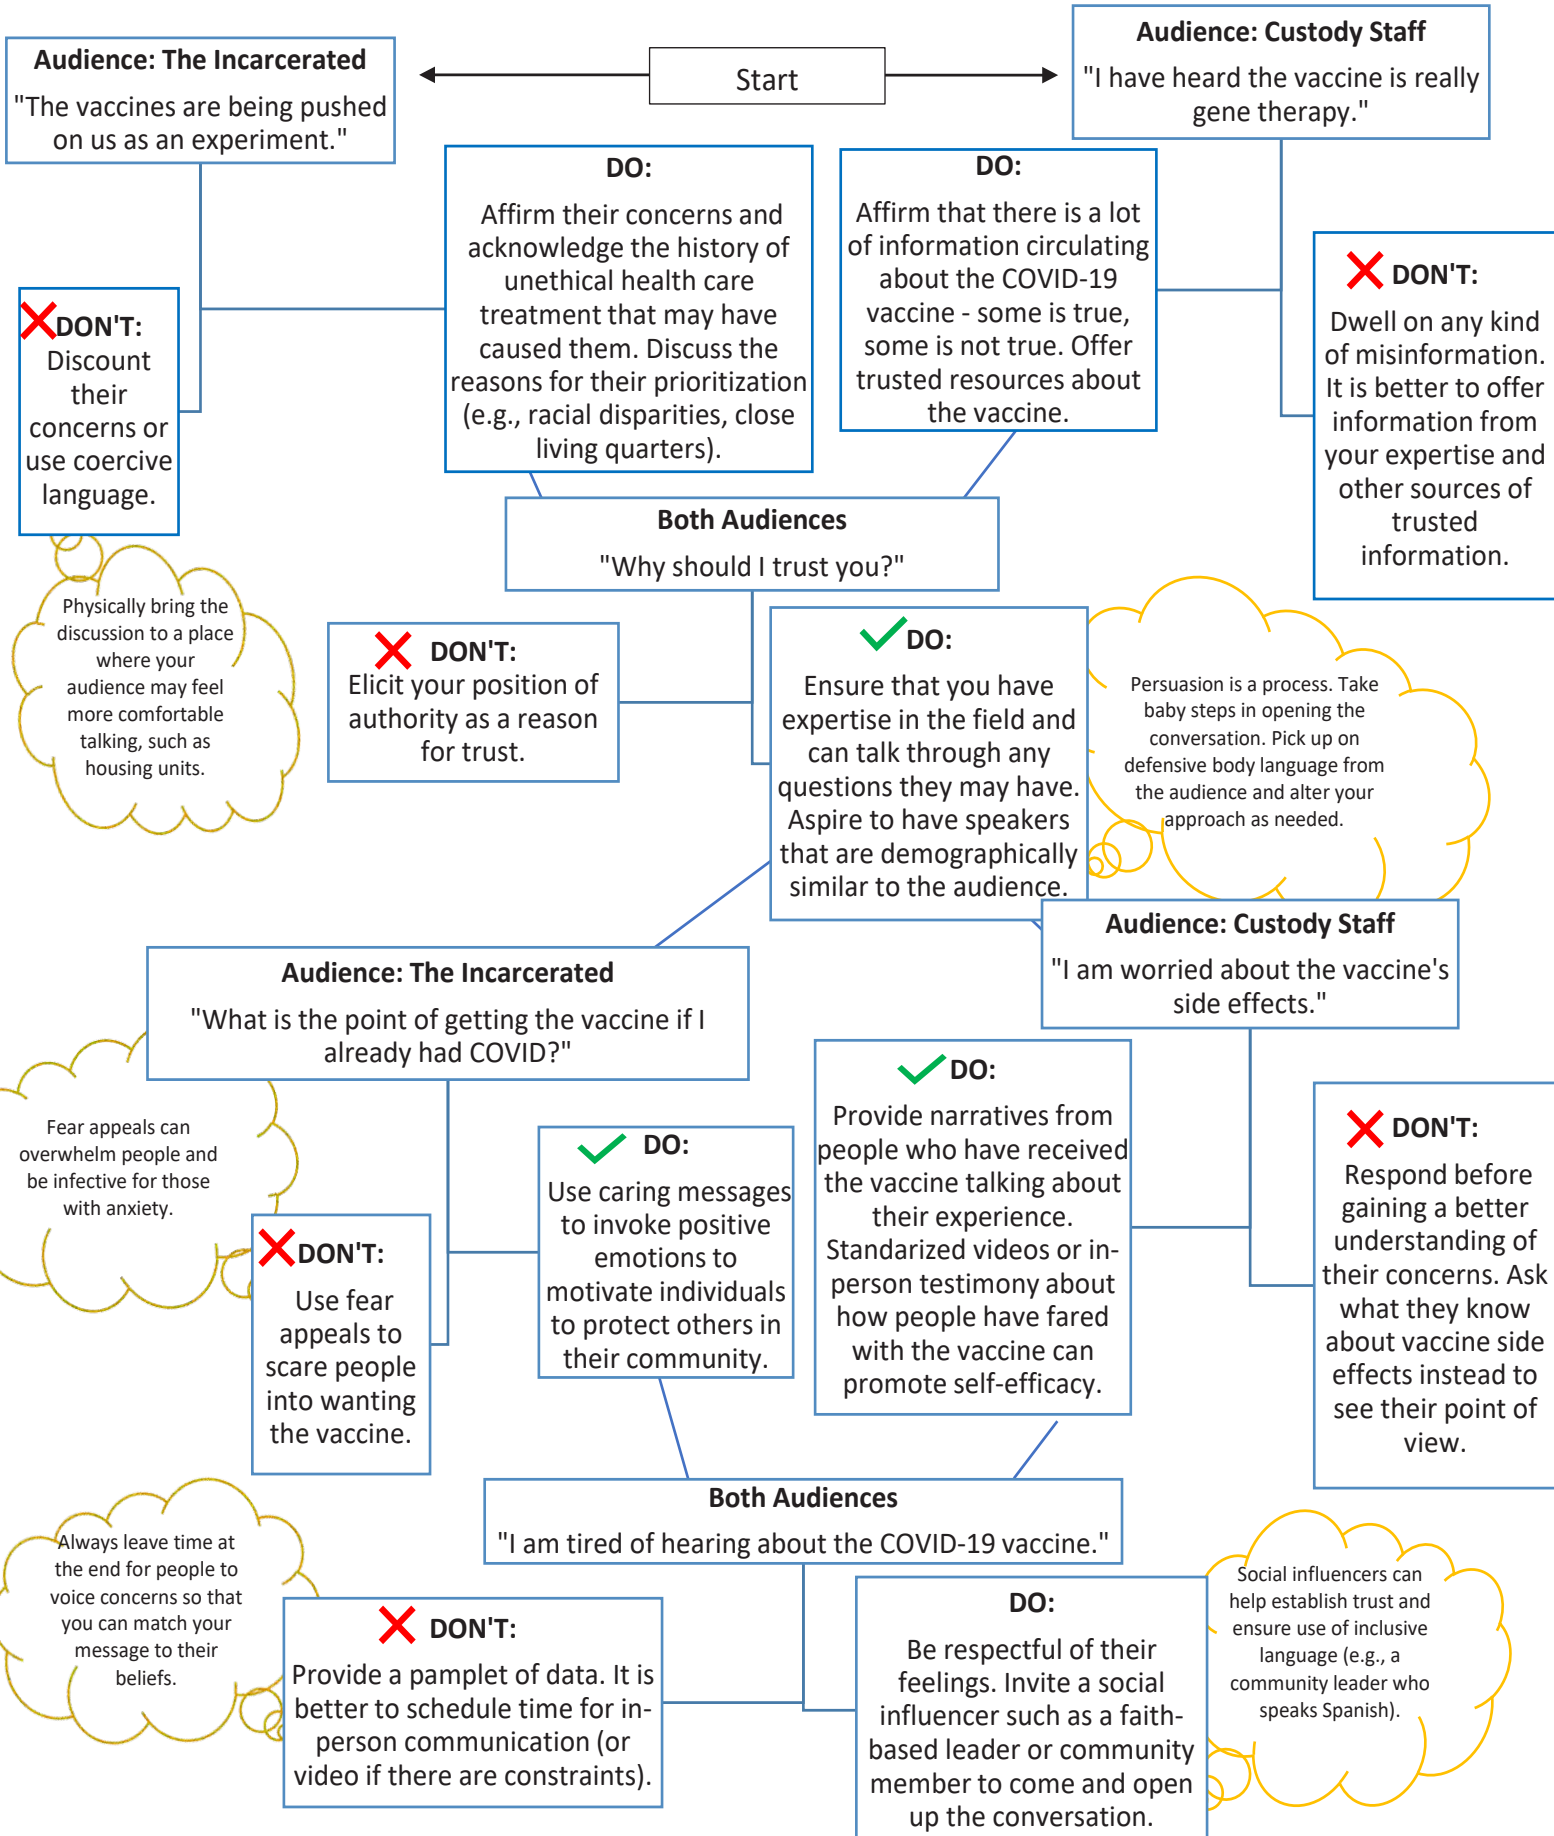 Start
Audience: The Incarcerated
"The vaccines are being pushed
on us as an experiment."
Audience: Custody Staff
"I have heard the vaccine is really
gene therapy."
DON'T:
Discount
their
concerns or
use coercive
language.
DO:
Affirm their concerns and
acknowledge the history of
unethical health care
treatment that may have
caused them. Discuss the
reasons for their prioritization
(e.g., racial disparities, close
living quarters).
DO:
Affirm that there is a lot
of information circulating
about the COVID-19
vaccine - some is true,
some is not true. Offer
trusted resources about
the vaccine.
DON'T:
Dwell on any kind
of misinformation.
It is better to offer
information from
your expertise and
other sources of
trusted
information.
Physically bring the
discussion to a place
where your
audience may feel
more comfortable
talking, such as
housing units.
Both Audiences
"Why should I trust you?"
DON'T:
Elicit your position of
authority as a reason
for trust.
DO:
Ensure that you have
expertise in the field and
can talk through any
questions they may have.
Aspire to have speakers
that are demographically
similar to the audience.
Persuasion is a process. Take
baby steps in opening the
conversation. Pick up on
defensive body language from
the audience and alter your
approach as needed.
Audience: The Incarcerated
"What is the point of getting the vaccine if I
already had COVID?"
Audience: Custody Staff
"I am worried about the vaccine's
side effects."
Fear appeals can
overwhelm people and
be infective for those
with anxiety.
DON'T:
Use fear
appeals to
scare people
into wanting
the vaccine.
DO:
Use caring messages
to invoke positive
emotions to
motivate individuals
to protect others in
their community.
DO:
Provide narratives from
people who have received
the vaccine talking about
their experience.
Standarized videos or in-
person testimony about
how people have fared
with the vaccine can
promote self-efficacy.
DON'T:
Respond before
gaining a better
understanding of
their concerns. Ask
what they know
about vaccine side
effects instead to
see their point of
view.
Both Audiences
"I am tired of hearing about the COVID-19 vaccine."
Always leave time at
the end for people to
voice concerns so that
you can match your
message to their
beliefs.
DON'T:
Provide a pamplet of data. It is
better to schedule time for in-
person communication (or
video if there are constraints).
DO:
Be respectful of their
feelings. Invite a social
influencer such as a faith-
based leader or community
member to come and open
up the conversation.
Social influencers can
help establish trust and
ensure use of inclusive
language (e.g., a
community leader who
speaks Spanish).